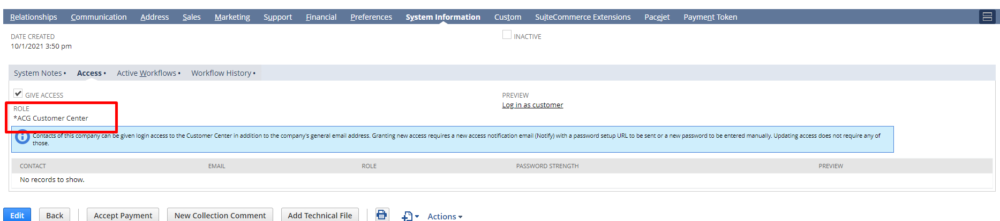 Relationships Communication Address Sales Marketing Support Financial Preferences System Information Custom SuiteCommerce Extensions Pacejet Payment Token
DATE CREATED INACTIVE
10/1/2021 3:50 pm
System Notes • Access • Active Workflows • Workflow History •
GIVE ACCESS PREVIEW
Log in as customer
ROLE
*ACG Customer Center
Contacts of this company can be given login access to the Customer Center in addition to the company's general email address. Granting new access requires a new access notification email (Notify) with a password setup URL to be sent or a new password to be entered manually. Updating access does not require any of
those.
CONTACT EMAIL ROLE PASSWORD STRENGTH PREVIEW
No records to show.
Edit Back Accept Payment New Collection Comment Add Technical File Actions